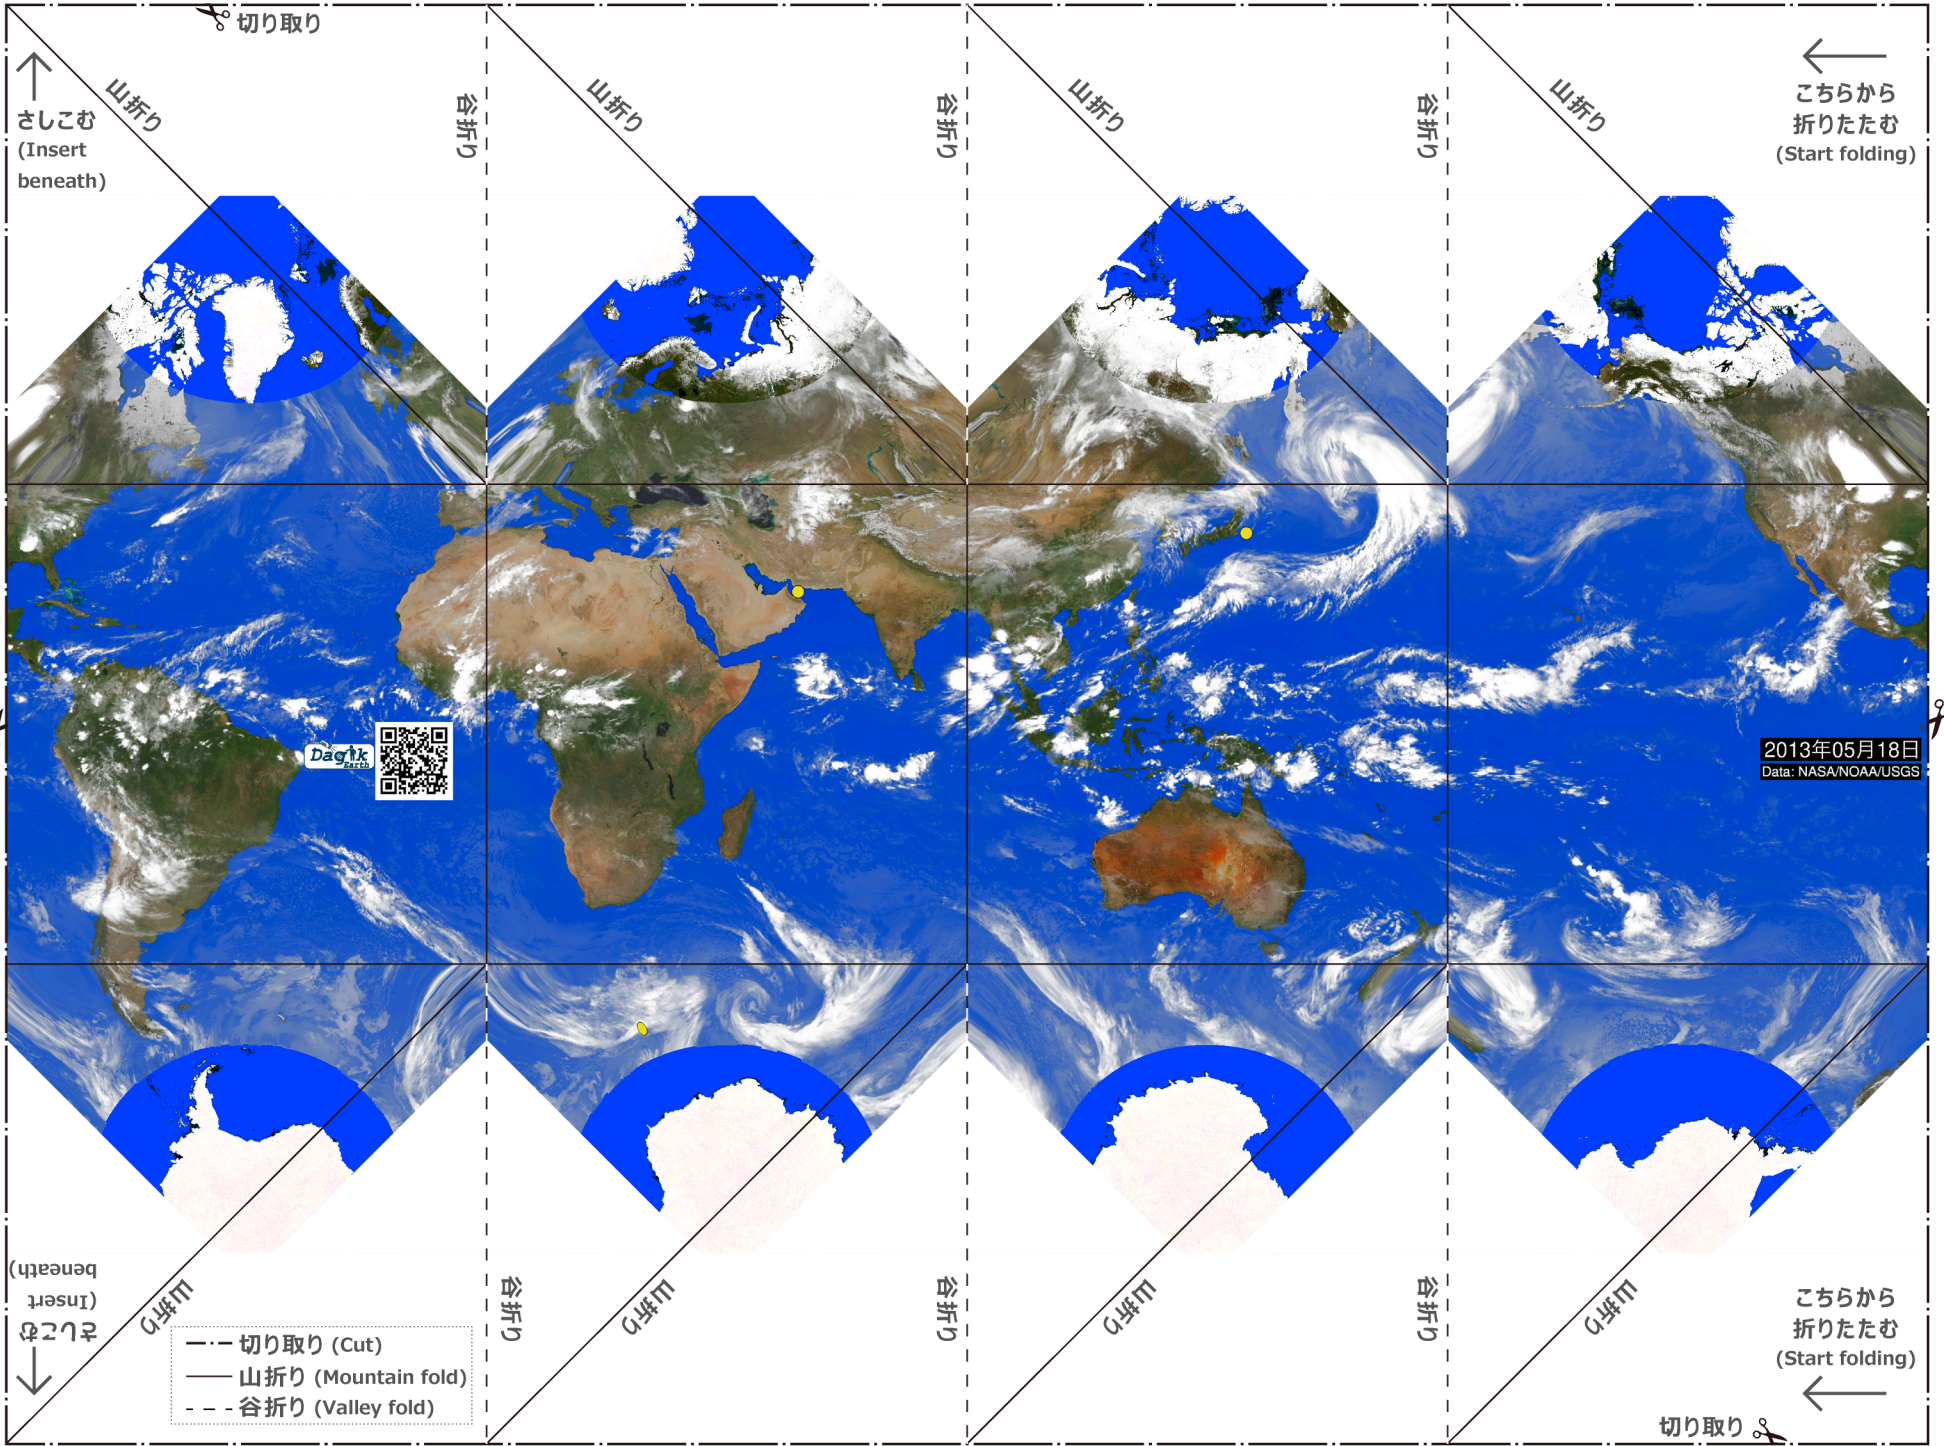 切り取り
山折り
谷折り
山折り
谷折り
山折り
谷折り
山折り
さしこむ
(Insert
beneath)
こちらから
折りたたむ
(Start folding)
Dagik
Earth
2013年05月18日
Data: NASA/NOAA/USGS
さしこむ
(Insert
beneath)
山折り
谷折り
山折り
谷折り
山折り
谷折り
山折り
こちらから
折りたたむ
(Start folding)
切り取り (Cut)
山折り (Mountain fold)
谷折り (Valley fold)
切り取り